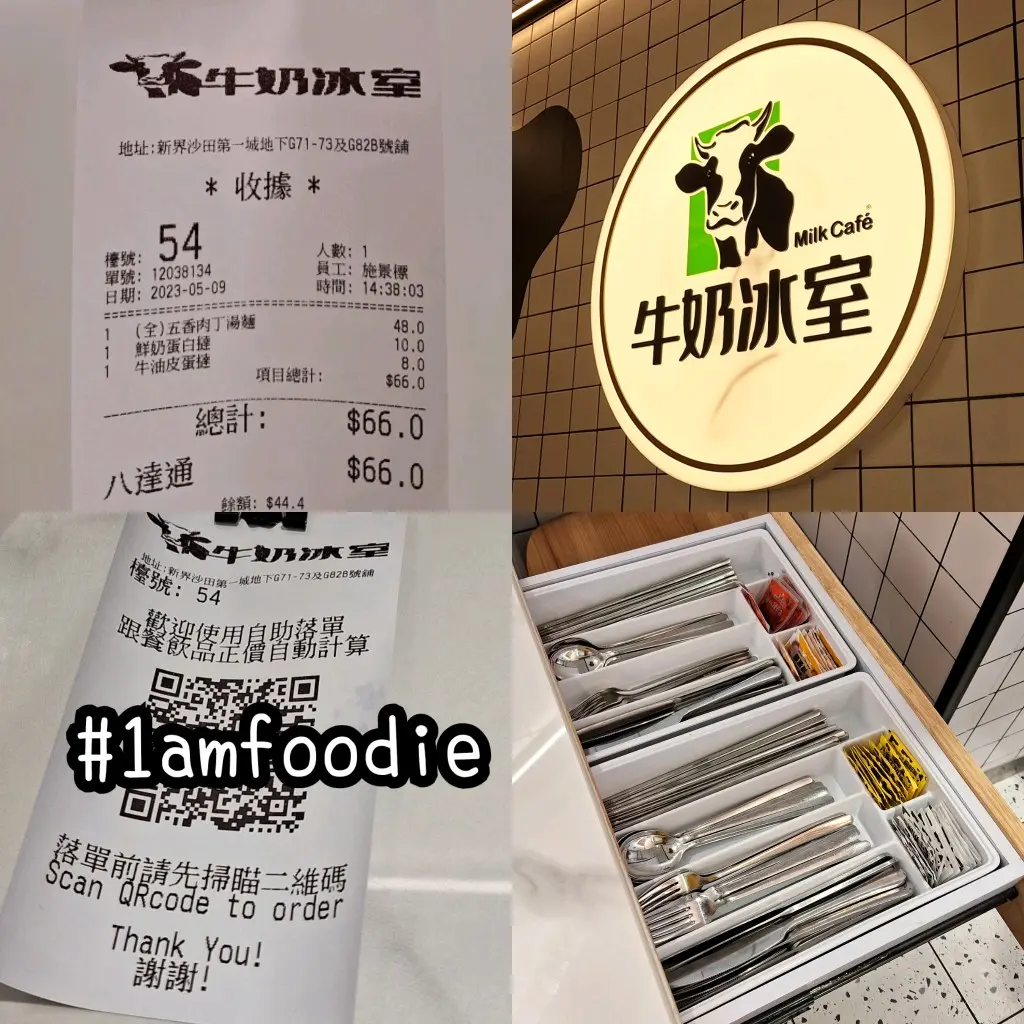 牛奶冰室
地址:新界沙田第一城地下G71-73及G82B號舖
* 收據 *
檯號: 54
人數: 1
單號: 12038134
員工: 施景標
日期: 2023-05-09
時間: 14:38:03
1 (全)五香肉丁湯麵 48.0
1 鮮奶蛋白撻 10.0
1 牛油皮蛋撻 8.0
項目總計: $66.0
總計: $66.0
八達通 $66.0
餘額: $44.4
Milk Café
牛奶冰室
牛奶冰室
地址:新界沙田第一城地下G71-73及G82B號舖
檯號: 54
歡迎使用自助落單
跟餐飲品正價自動計算
#1amfoodie
落單前請先掃瞄二維碼
Scan QRcode to order
Thank You!
謝謝!